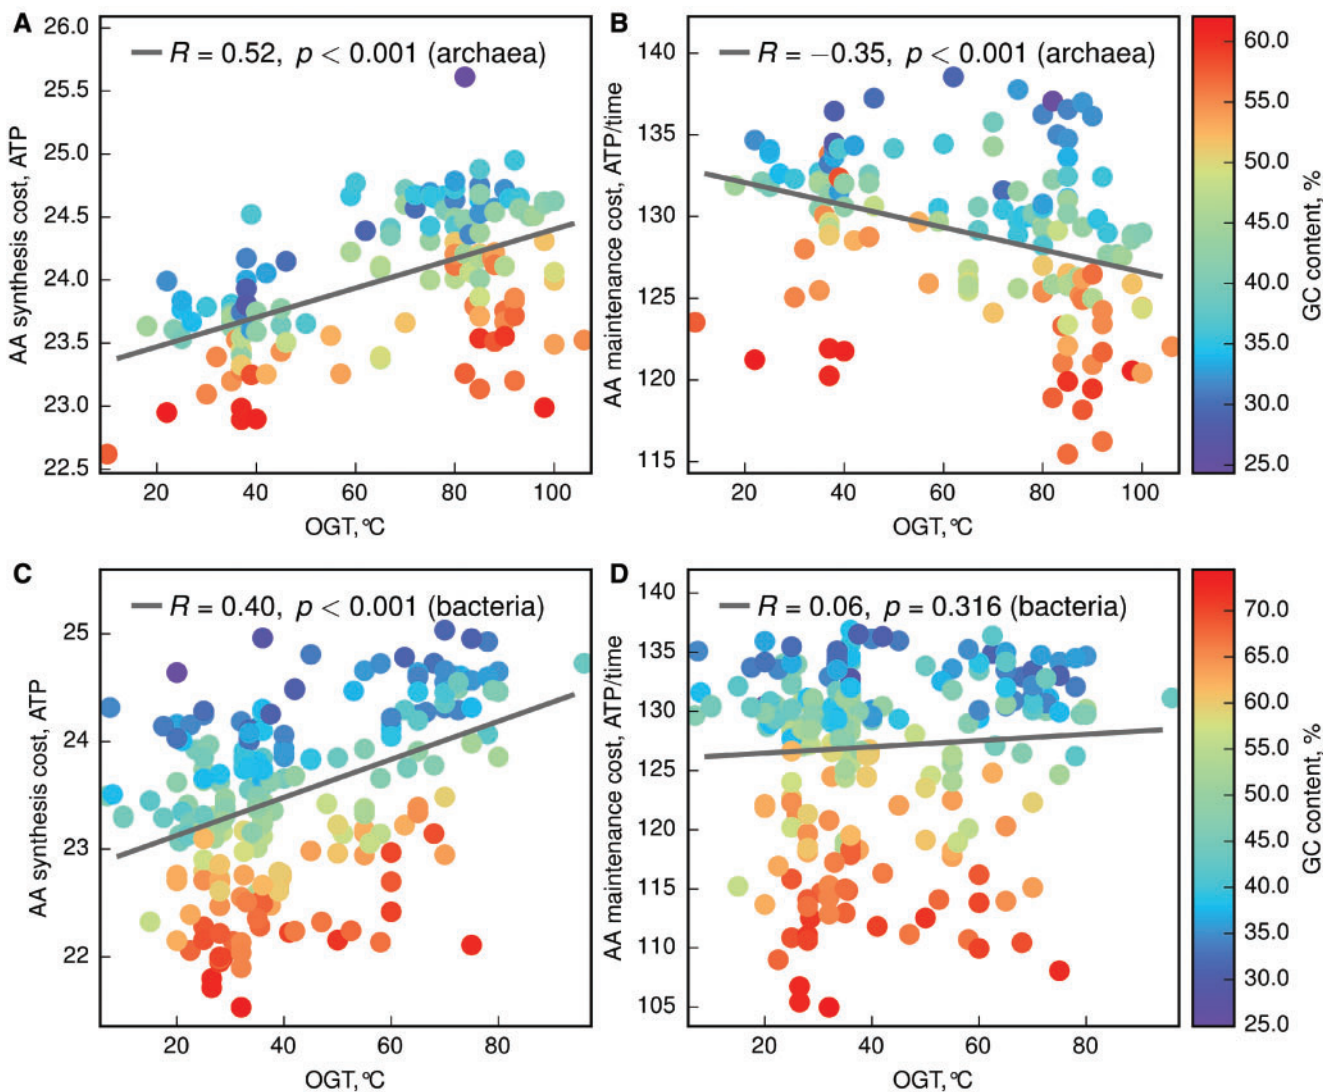 A
B
R = 0.52, p < 0.001 (archaea)
R = −0.35, p < 0.001 (archaea)
26.0
25.5
25.0
24.5
24.0
23.5
23.0
22.5
AA synthesis cost, ATP
20 40 60 80 100
OGT, °C
140
135
130
125
120
115
AA maintenance cost, ATP/time
20 40 60 80 100
OGT, °C
60.0
55.0
50.0
45.0
40.0
35.0
30.0
25.0
GC content, %
C
D
R = 0.40, p < 0.001 (bacteria)
R = 0.06, p = 0.316 (bacteria)
25
24
23
22
AA synthesis cost, ATP
20 40 60 80
OGT, °C
140
135
130
125
120
115
110
105
AA maintenance cost, ATP/time
20 40 60 80
OGT, °C
70.0
65.0
60.0
55.0
50.0
45.0
40.0
35.0
30.0
25.0
GC content, %